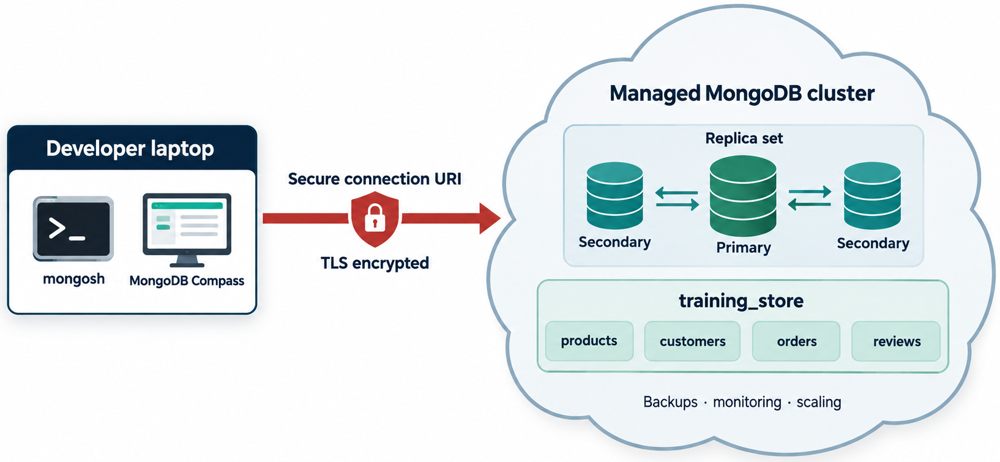 Developer laptop
mongosh
MongoDB Compass
Secure connection URI
TLS encrypted
Managed MongoDB cluster
Replica set
Secondary
Primary
Secondary
training_store
products
customers
orders
reviews
Backups · monitoring · scaling